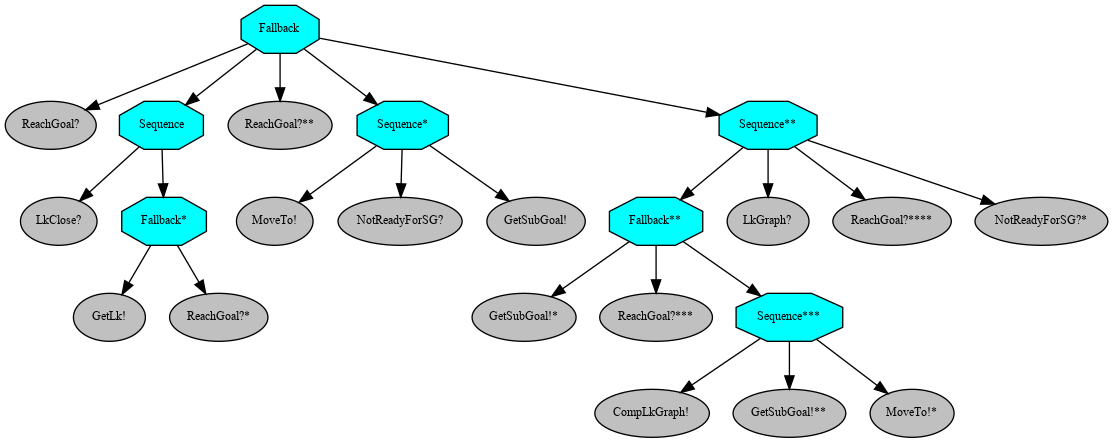 Fallback
ReachGoal?
Sequence
ReachGoal?**
Sequence*
Sequence**
LkClose?
Fallback*
MoveTo!
NotReadyForSG?
GetSubGoal!
Fallback**
LkGraph?
ReachGoal?****
NotReadyForSG?*
GetLk!
ReachGoal?*
GetSubGoal!*
ReachGoal?***
Sequence***
CompLkGraph!
GetSubGoal!**
MoveTo!*